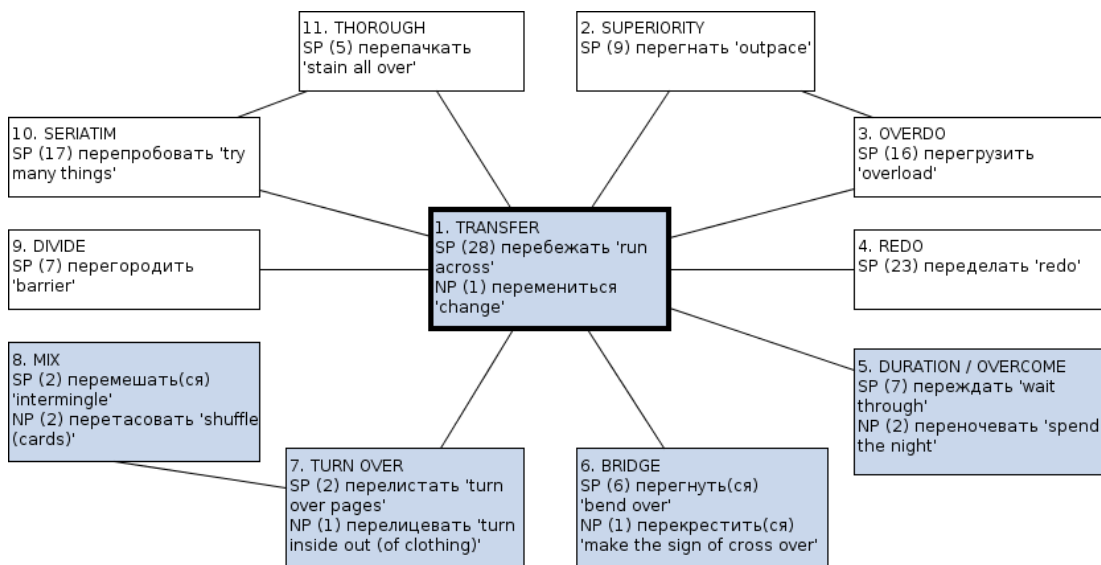 11. THOROUGH
SP (5) перепачкать
'stain all over'
2. SUPERIORITY
SP (9) перегнать 'outpace'
10. SERIATIM
SP (17) перепробовать 'try
many things'
3. OVERDO
SP (16) перегрузить
'overload'
1. TRANSFER
SP (28) перебежать 'run
across'
NP (1) перемениться
'change'
9. DIVIDE
SP (7) перегородить
'barrier'
4. REDO
SP (23) переделать 'redo'
8. MIX
SP (2) перемешать(ся)
'intermingle'
NP (2) перетасовать 'shuffle
(cards)'
5. DURATION / OVERCOME
SP (7) переждать 'wait
through'
NP (2) переночевать 'spend
the night'
7. TURN OVER
SP (2) перелистать 'turn
over pages'
NP (1) перелицевать 'turn
inside out (of clothing)'
6. BRIDGE
SP (6) перегнуть(ся)
'bend over'
NP (1) перекрестить(ся)
'make the sign of cross over'